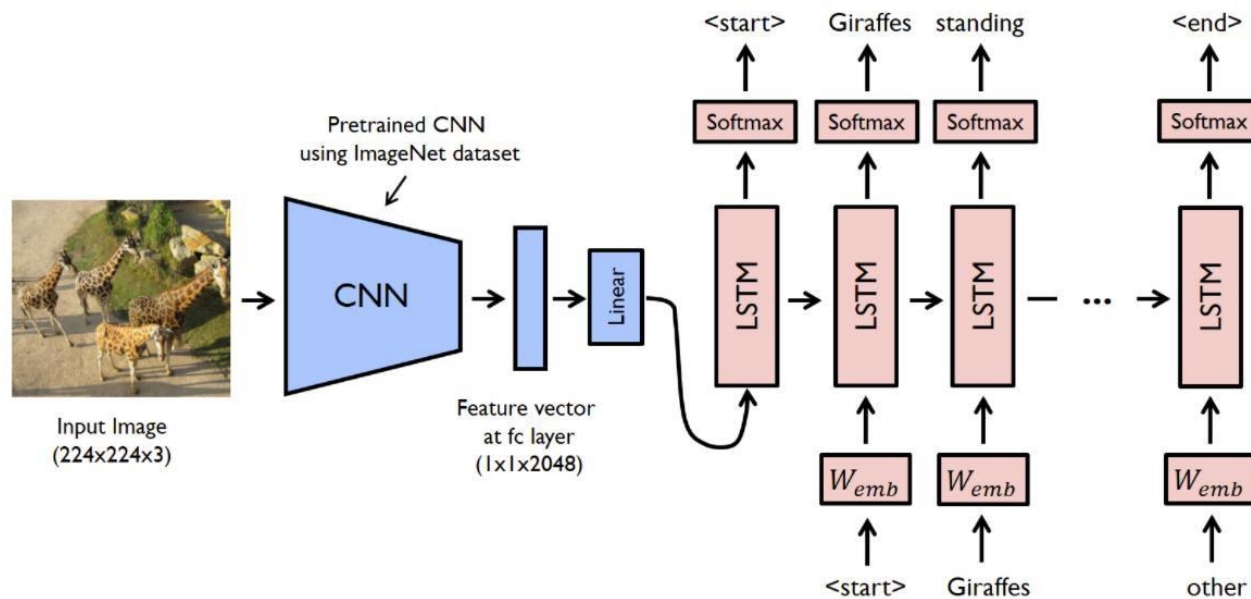 <start>
Giraffes
standing
<end>
Softmax
Softmax
Softmax
Softmax
Pretrained CNN
using ImageNet dataset
CNN
Linear
LSTM
LSTM
LSTM
...
LSTM
Input Image
(224x224x3)
Feature vector
at fc layer
(1x1x2048)
W_emb
W_emb
W_emb
<start>
Giraffes
other